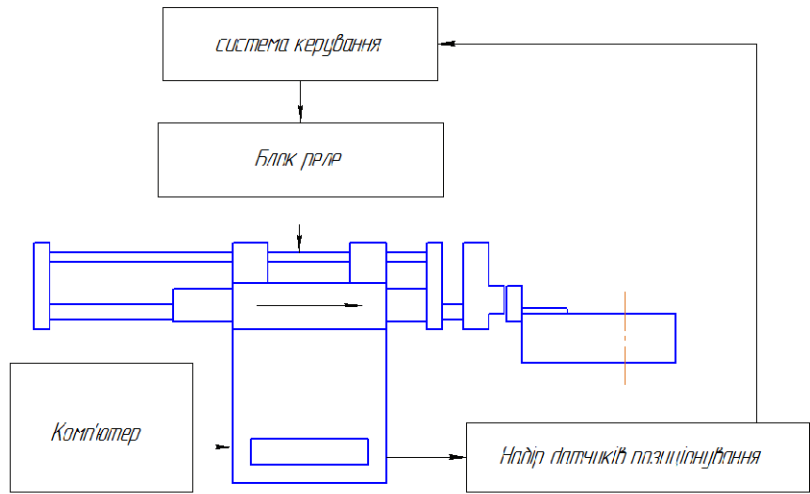 система керування
Блок реле
Комп'ютер
Набір датчиків позиціонування